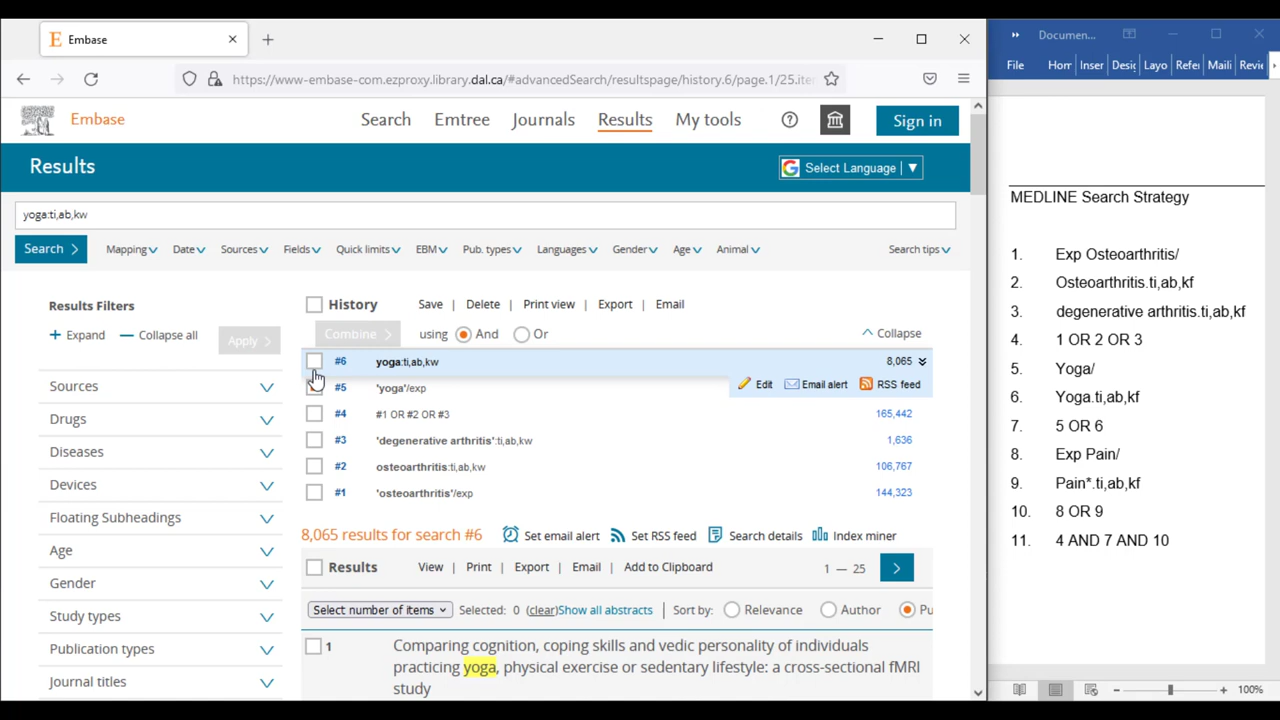 Embase
https://www-embase-com.ezproxy.library.dal.ca/#advancedSearch/resultspage/history.6/page.1/25.ite
Embase
Search Emtree Journals Results My tools Sign in
Results
Select Language
yoga:ti,ab,kw
Search Mapping Date Sources Fields Quick limits EBM Pub. types Languages Gender Age Animal Search tips
Results Filters
Expand Collapse all Apply
Sources
Drugs
Diseases
Devices
Floating Subheadings
Age
Gender
Study types
Publication types
Journal titles
History Save Delete Print view Export Email
Combine using And Or Collapse
#6 yoga:ti,ab,kw 8,065
Edit Email alert RSS feed
#5 'yoga'/exp
#4 #1 OR #2 OR #3 165,442
#3 'degenerative arthritis':ti,ab,kw 1,636
#2 osteoarthritis:ti,ab,kw 106,767
#1 'osteoarthritis'/exp 144,323
8,065 results for search #6 Set email alert Set RSS feed Search details Index miner
Results View Print Export Email Add to Clipboard 1 — 25
Select number of items Selected: 0 (clear) Show all abstracts Sort by: Relevance Author Pu
1 Comparing cognition, coping skills and vedic personality of individuals
practicing yoga, physical exercise or sedentary lifestyle: a cross-sectional fMRI
study
Documen...
File Hom Inser Desig Layo Refer Maili Revie
MEDLINE Search Strategy
1. Exp Osteoarthritis/
2. Osteoarthritis.ti,ab,kf
3. degenerative arthritis.ti,ab,kf
4. 1 OR 2 OR 3
5. Yoga/
6. Yoga.ti,ab,kf
7. 5 OR 6
8. Exp Pain/
9. Pain*.ti,ab,kf
10. 8 OR 9
11. 4 AND 7 AND 10
100%